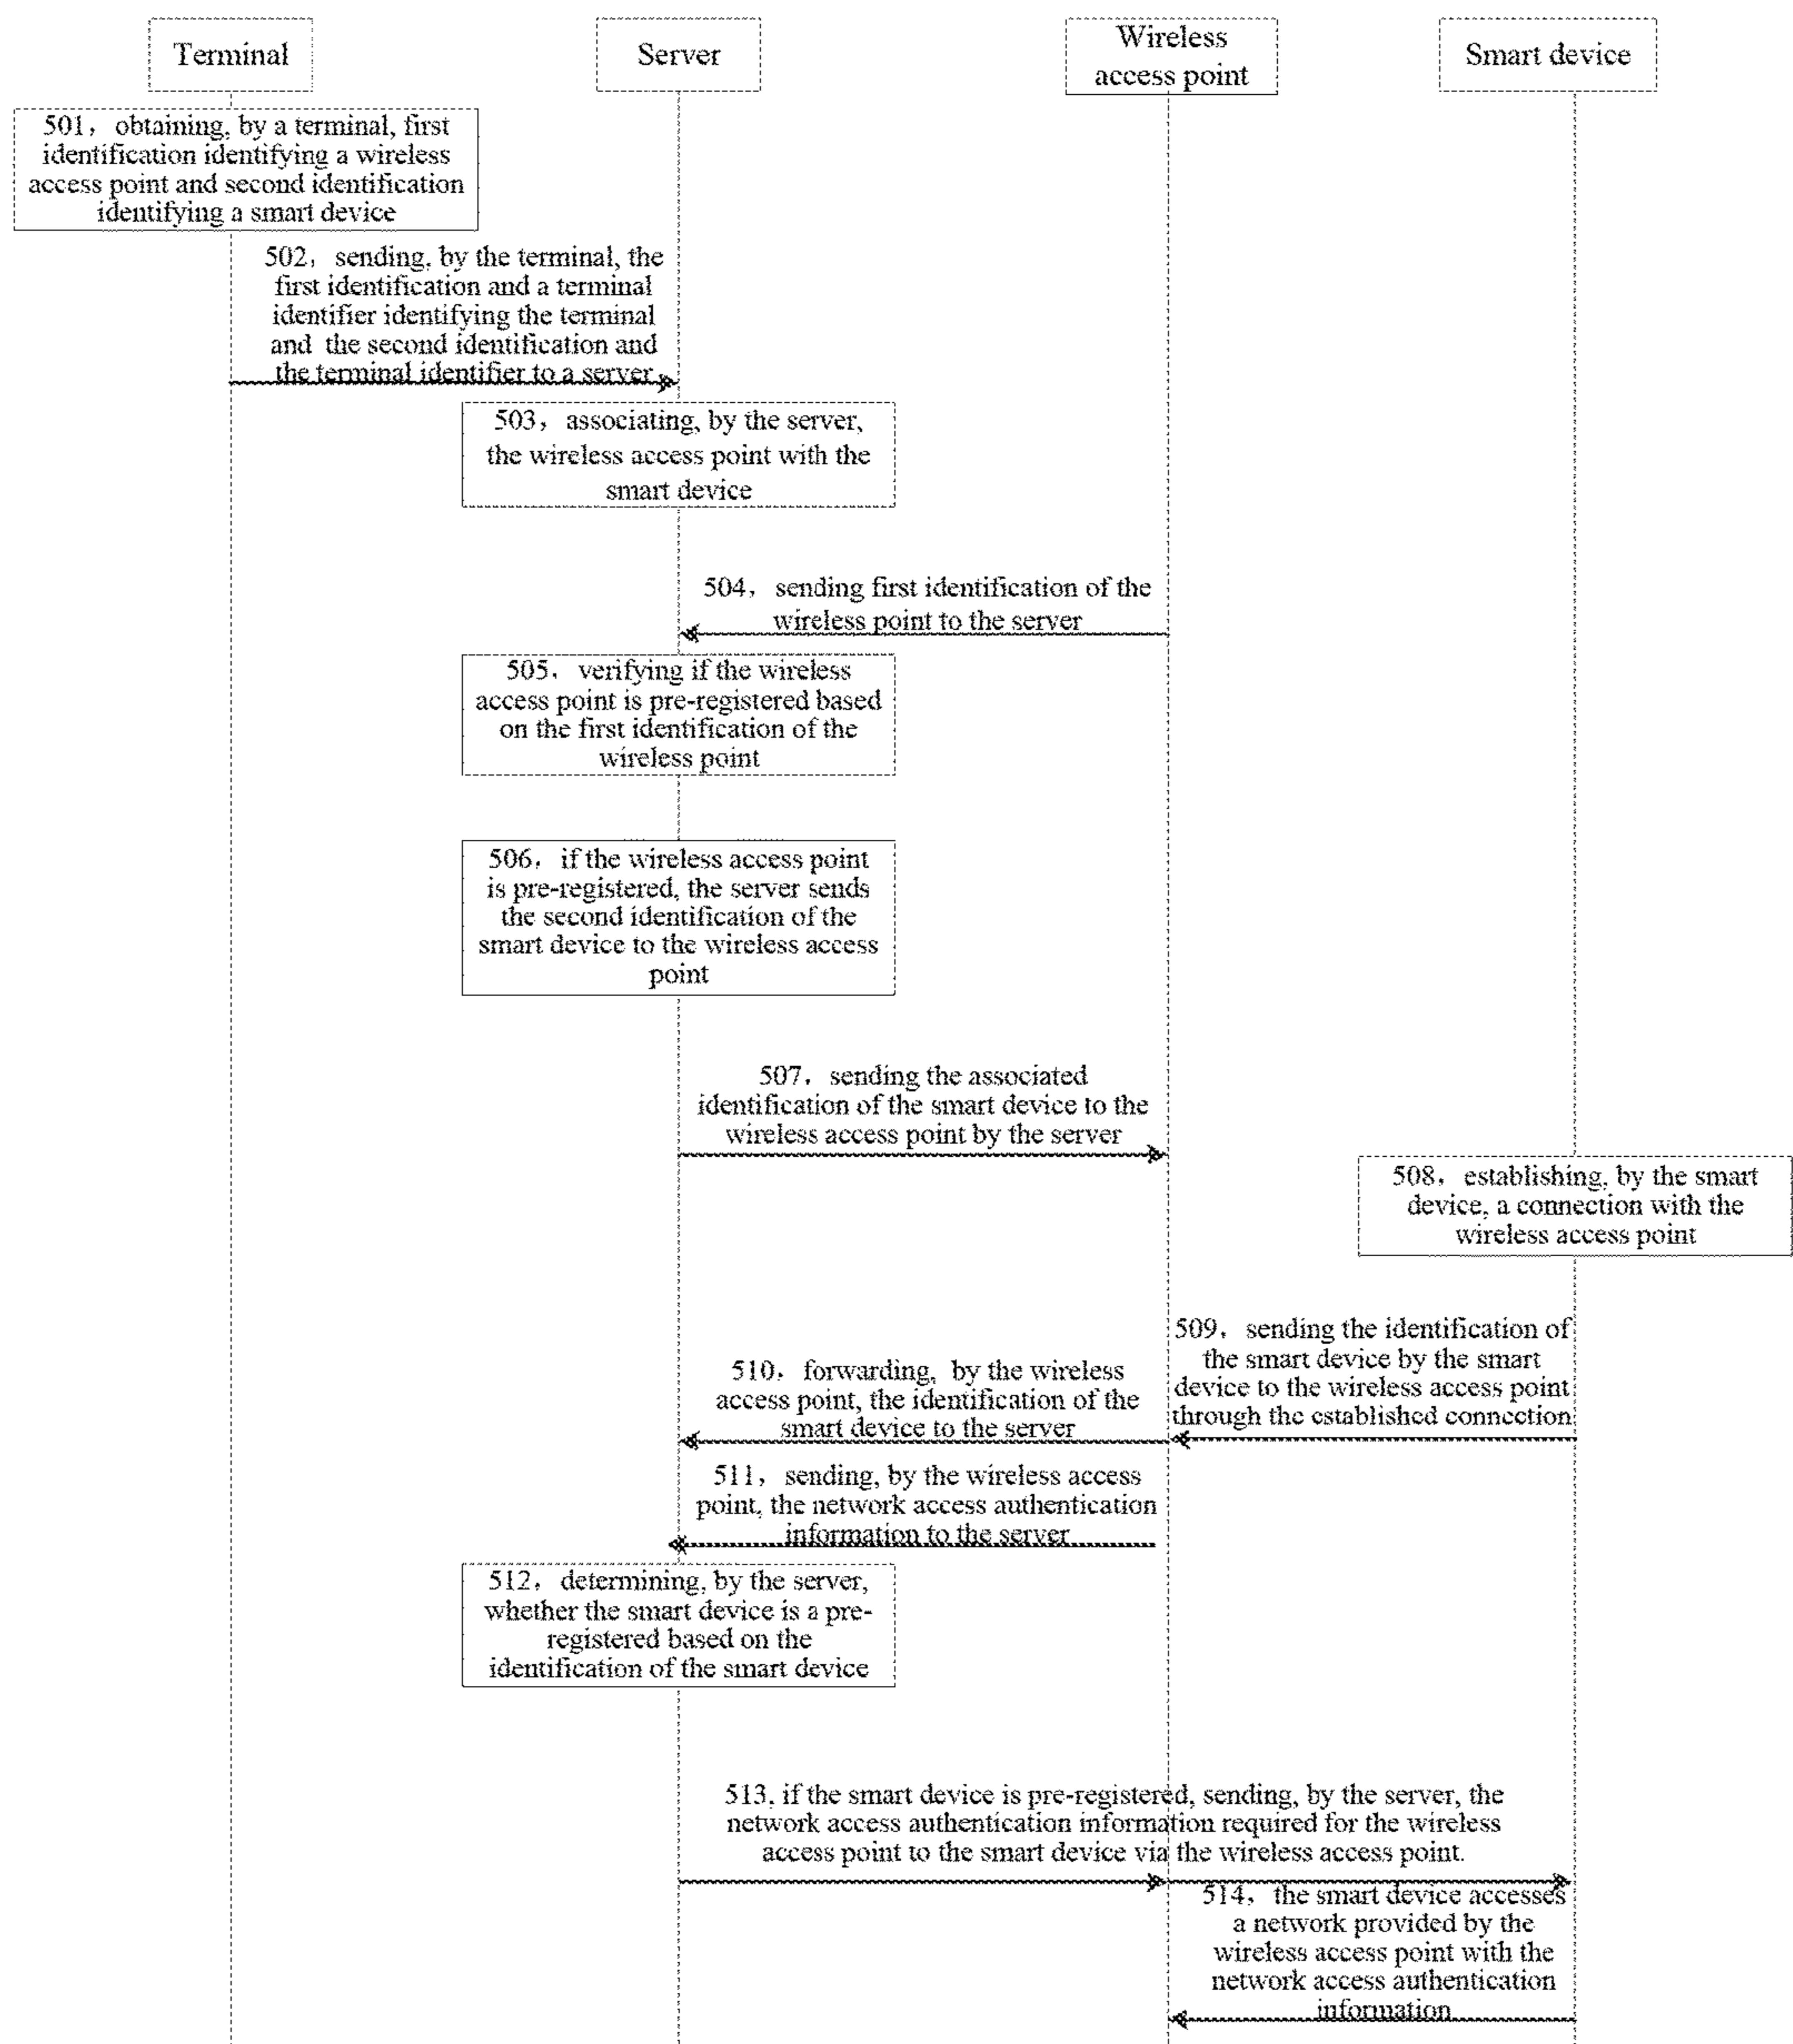 Terminal
Server
Wireless
access point
Smart device
501，obtaining, by a terminal, first
identification identifying a wireless
access point and second identification
identifying a smart device
502，sending, by the terminal, the
first identification and a terminal
identifier identifying the terminal
and the second identification and
the terminal identifier to a server
503，associating, by the server,
the wireless access point with the
smart device
504，sending first identification of the
wireless point to the server
505，verifying if the wireless
access point is pre-registered based
on the first identification of the
wireless point
506，if the wireless access point
is pre-registered, the server sends
the second identification of the
smart device to the wireless access
point
507，sending the associated
identification of the smart device to the
wireless access point by the server
508，establishing, by the smart
device, a connection with the
wireless access point
509，sending the identification of
the smart device by the smart
device to the wireless access point
through the established connection
510，forwarding, by the wireless
access point, the identification of the
smart device to the server
511，sending, by the wireless access
point, the network access authentication
information to the server
512，determining, by the server,
whether the smart device is a pre-
registered based on the
identification of the smart device
513, if the smart device is pre-registered, sending, by the server, the
network access authentication information required for the wireless
access point to the smart device via the wireless access point.
514，the smart device accesses
a network provided by the
wireless access point with the
network access authentication
information